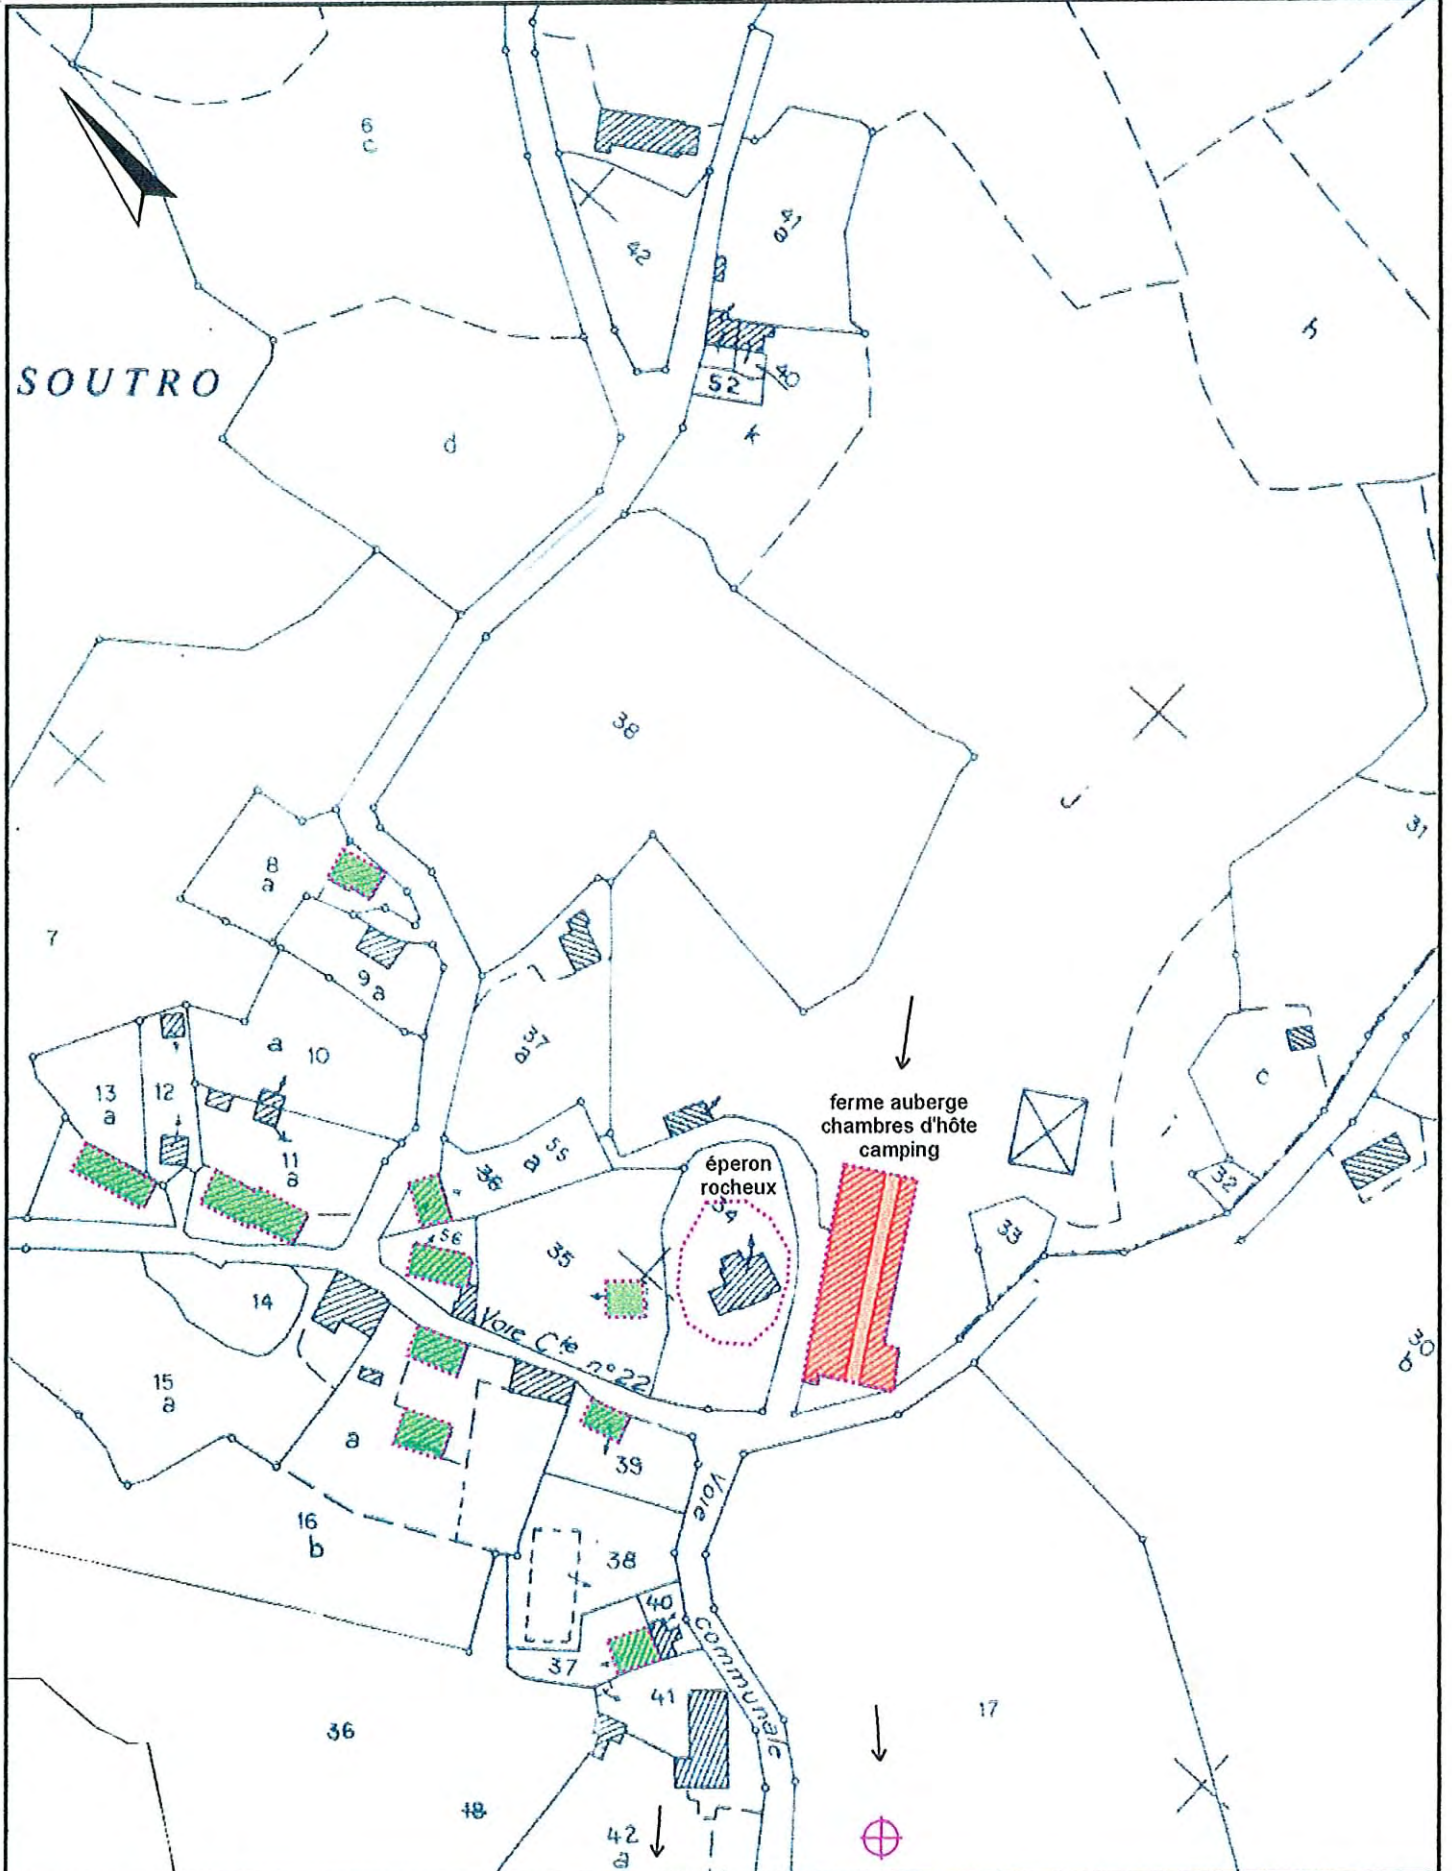 6
c
41
a
42
h
SOUTRO
40
52
d
k
38
31
8
a
7
9
a
37
a
a 10
13
a
12
c
ferme auberge
chambres d'hôte
camping
11
a
55
a
36
éperon
rocheux
34
32
33
56
35
14
Voie Cle n°22
30
15
a
a
39
Voie
16
b
38
40
Communale
37
41
17
36
18
42
a